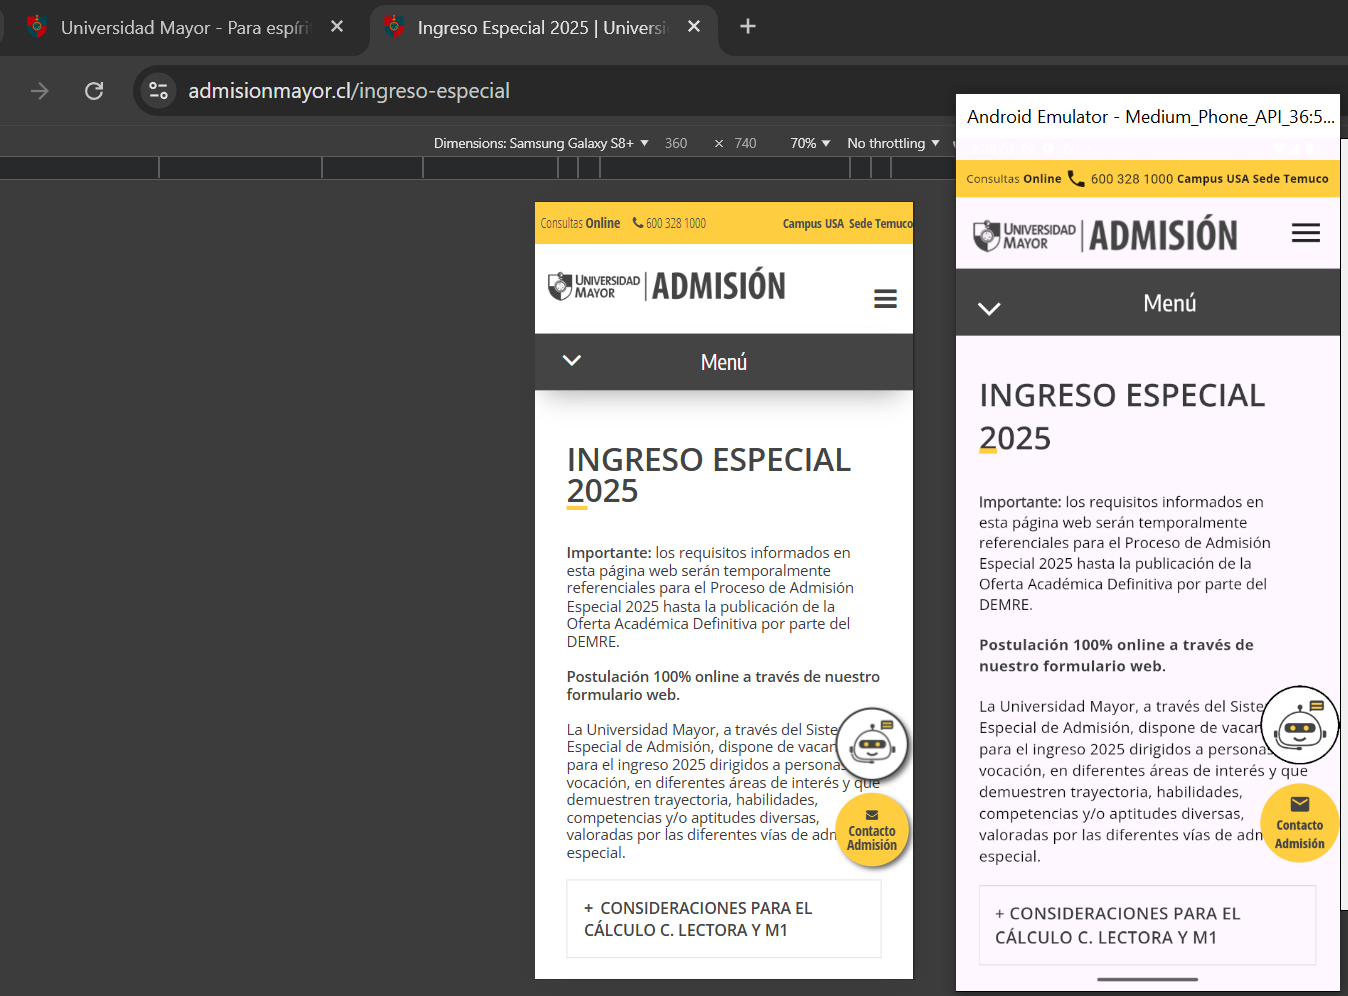 Universidad Mayor - Para espíri
Ingreso Especial 2025 | Universi
admisionmayor.cl/ingreso-especial
Dimensions: Samsung Galaxy S8+
360
×
740
70%
No throttling
Consultas Online
600 328 1000
Campus USA
Sede Temuco
UNIVERSIDAD
MAYOR
ADMISIÓN
Menú
INGRESO ESPECIAL
2025
Importante: los requisitos informados en
esta página web serán temporalmente
referenciales para el Proceso de Admisión
Especial 2025 hasta la publicación de la
Oferta Académica Definitiva por parte del
DEMRE.
Postulación 100% online a través de nuestro
formulario web.
La Universidad Mayor, a través del Siste
Especial de Admisión, dispone de vacan
para el ingreso 2025 dirigidos a personas
vocación, en diferentes áreas de interés y que
demuestren trayectoria, habilidades,
competencias y/o aptitudes diversas,
valoradas por las diferentes vías de adm
especial.
Contacto
Admisión
+ CONSIDERACIONES PARA EL
CÁLCULO C. LECTORA Y M1
Android Emulator - Medium_Phone_API_36:5...
Consultas Online
600 328 1000
Campus USA Sede Temuco
UNIVERSIDAD
MAYOR
ADMISIÓN
Menú
INGRESO ESPECIAL
2025
Importante: los requisitos informados en
esta página web serán temporalmente
referenciales para el Proceso de Admisión
Especial 2025 hasta la publicación de la
Oferta Académica Definitiva por parte del
DEMRE.
Postulación 100% online a través de
nuestro formulario web.
La Universidad Mayor, a través del Siste
Especial de Admisión, dispone de vacan
para el ingreso 2025 dirigidos a personas
vocación, en diferentes áreas de interés y que
demuestren trayectoria, habilidades,
competencias y/o aptitudes diversas,
valoradas por las diferentes vías de adm
especial.
Contacto
Admisión
+ CONSIDERACIONES PARA EL
CÁLCULO C. LECTORA Y M1